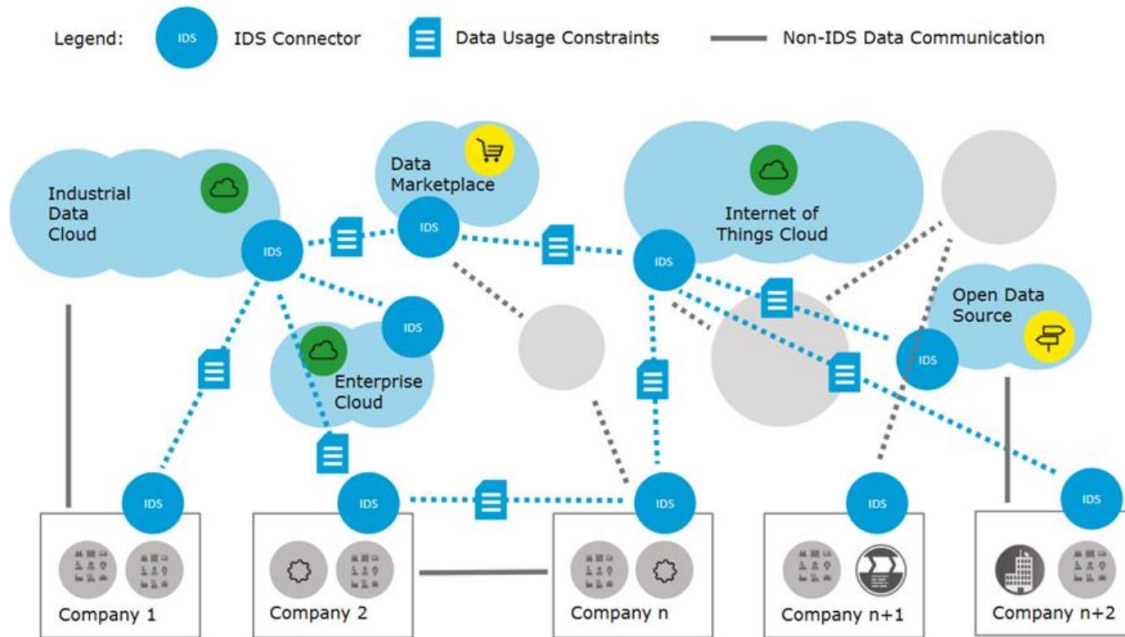 Legend:
IDS
IDS Connector
Data Usage Constraints
Non-IDS Data Communication
Industrial
Data
Cloud
Data
Marketplace
Internet of
Things Cloud
IDS
IDS
IDS
Open Data
Source
IDS
IDS
Enterprise
Cloud
IDS
IDS
IDS
IDS
IDS
Company 1
Company 2
Company n
Company n+1
Company n+2